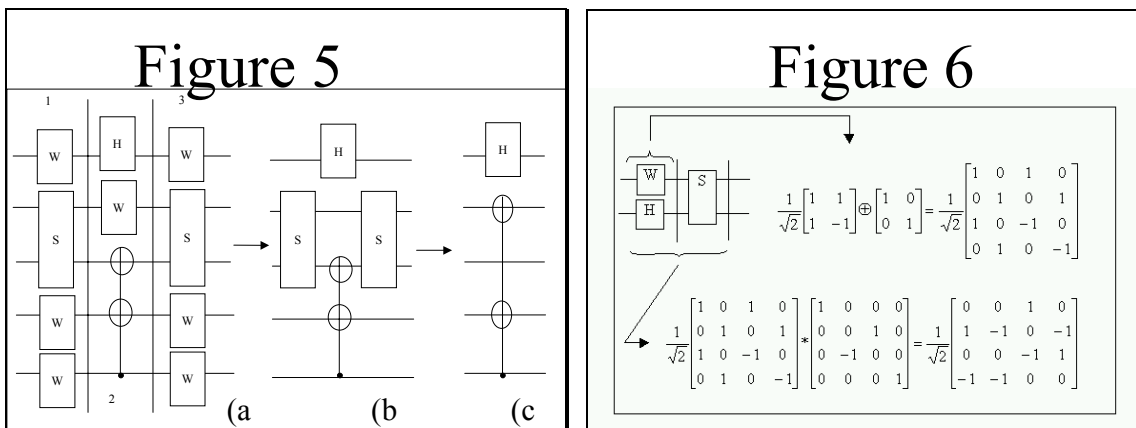 Figure 5
1 3
H
W W
W
S S
W W
W W
2
(a
H
S S
(b
H
(c
Figure 6
W S
H
1/√2 [1 1; 1 -1] ⊕ [1 0; 0 1] = 1/√2 [1 0 1 0; 0 1 0 1; 1 0 -1 0; 0 1 0 -1]
1/√2 [1 0 1 0; 0 1 0 1; 1 0 -1 0; 0 1 0 -1] * [1 0 0 0; 0 0 1 0; 0 -1 0 0; 0 0 0 1] = 1/√2 [0 0 1 0; 1 -1 0 -1; 0 0 -1 1; -1 -1 0 0]